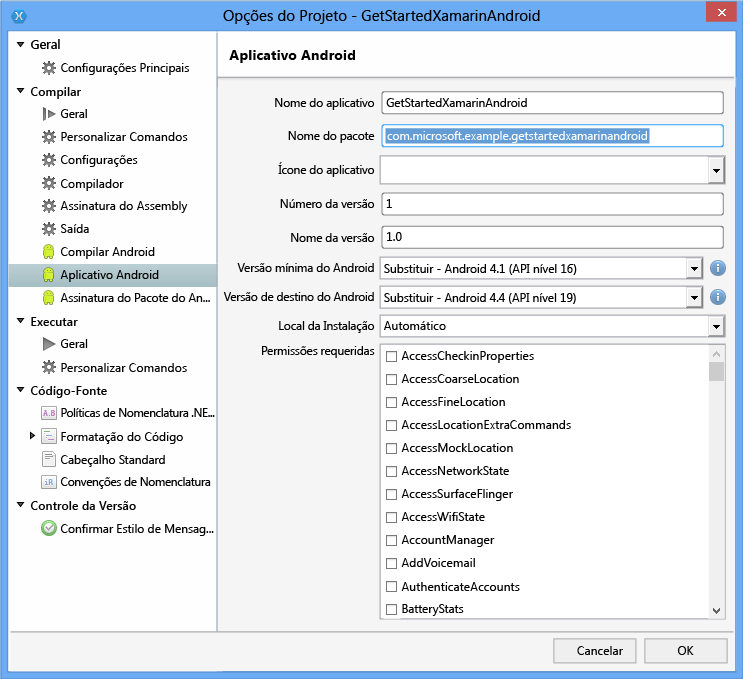 Opções do Projeto - GetStartedXamarinAndroid
Geral
Configurações Principais
Compilar
Geral
Personalizar Comandos
Configurações
Compilador
Assinatura do Assembly
Saída
Compilar Android
Aplicativo Android
Assinatura do Pacote do An...
Executar
Geral
Personalizar Comandos
Código-Fonte
Políticas de Nomenclatura .NE...
Formatação do Código
Cabeçalho Standard
Convenções de Nomenclatura
Controle da Versão
Confirmar Estilo de Mensag...
Aplicativo Android
Nome do aplicativo GetStartedXamarinAndroid
Nome do pacote com.microsoft.example.getstartedxamarinandroid
Ícone do aplicativo
Número da versão 1
Nome da versão 1.0
Versão mínima do Android Substituir - Android 4.1 (API nível 16)
Versão de destino do Android Substituir - Android 4.4 (API nível 19)
Local da Instalação Automático
Permissões requeridas
AccessCheckinProperties
AccessCoarseLocation
AccessFineLocation
AccessLocationExtraCommands
AccessMockLocation
AccessNetworkState
AccessSurfaceFlinger
AccessWifiState
AccountManager
AddVoicemail
AuthenticateAccounts
BatteryStats
Cancelar OK